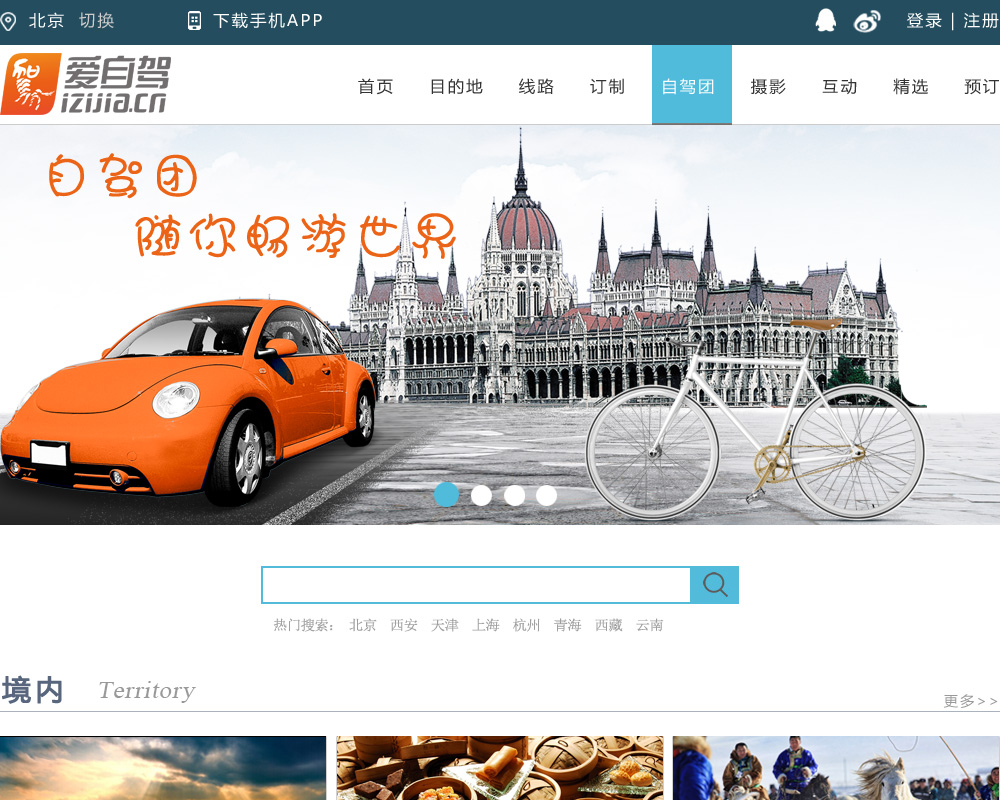 北京 切换 下载手机APP 登录 | 注册
爱自驾
izijia.cn
首页 目的地 线路 订制 自驾团 摄影 互动 精选 预订
自驾团
随你畅游世界
热门搜索： 北京 西安 天津 上海 杭州 青海 西藏 云南
境内 Territory
更多>>